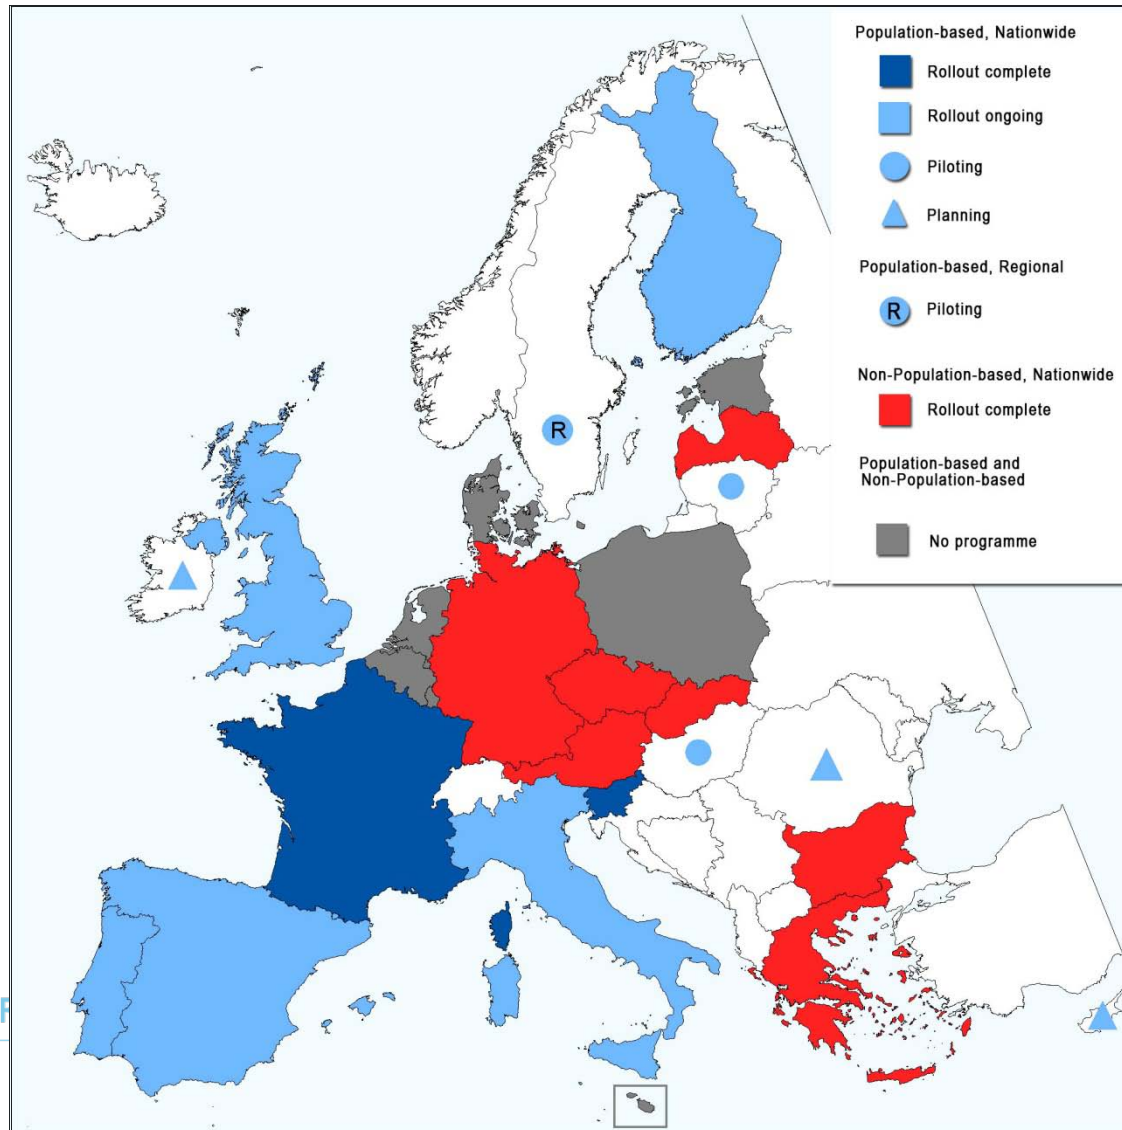 Population-based, Nationwide
Rollout complete
Rollout ongoing
Piloting
Planning
Population-based, Regional
R Piloting
Non-Population-based, Nationwide
Rollout complete
Population-based and
Non-Population-based
No programme
R